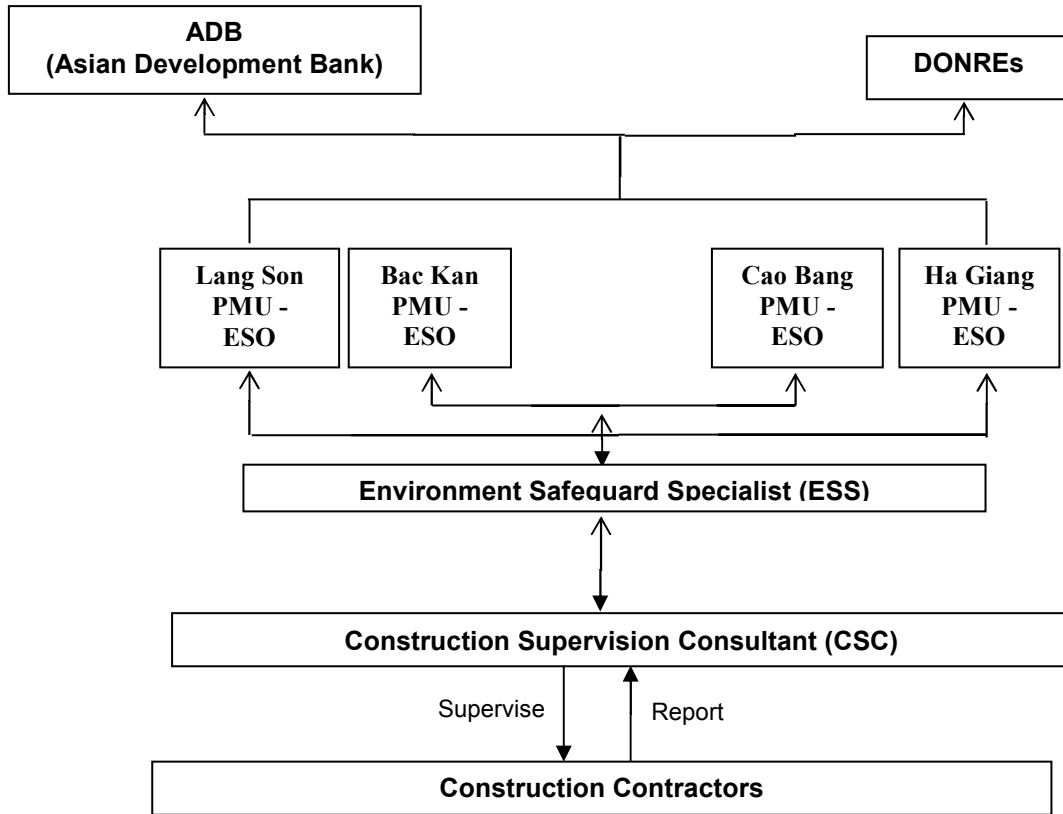 ADB
(Asian Development Bank)
DONREs
Lang Son
PMU -
ESO
Bac Kan
PMU -
ESO
Cao Bang
PMU -
ESO
Ha Giang
PMU -
ESO
Environment Safeguard Specialist (ESS)
Construction Supervision Consultant (CSC)
Supervise
Report
Construction Contractors